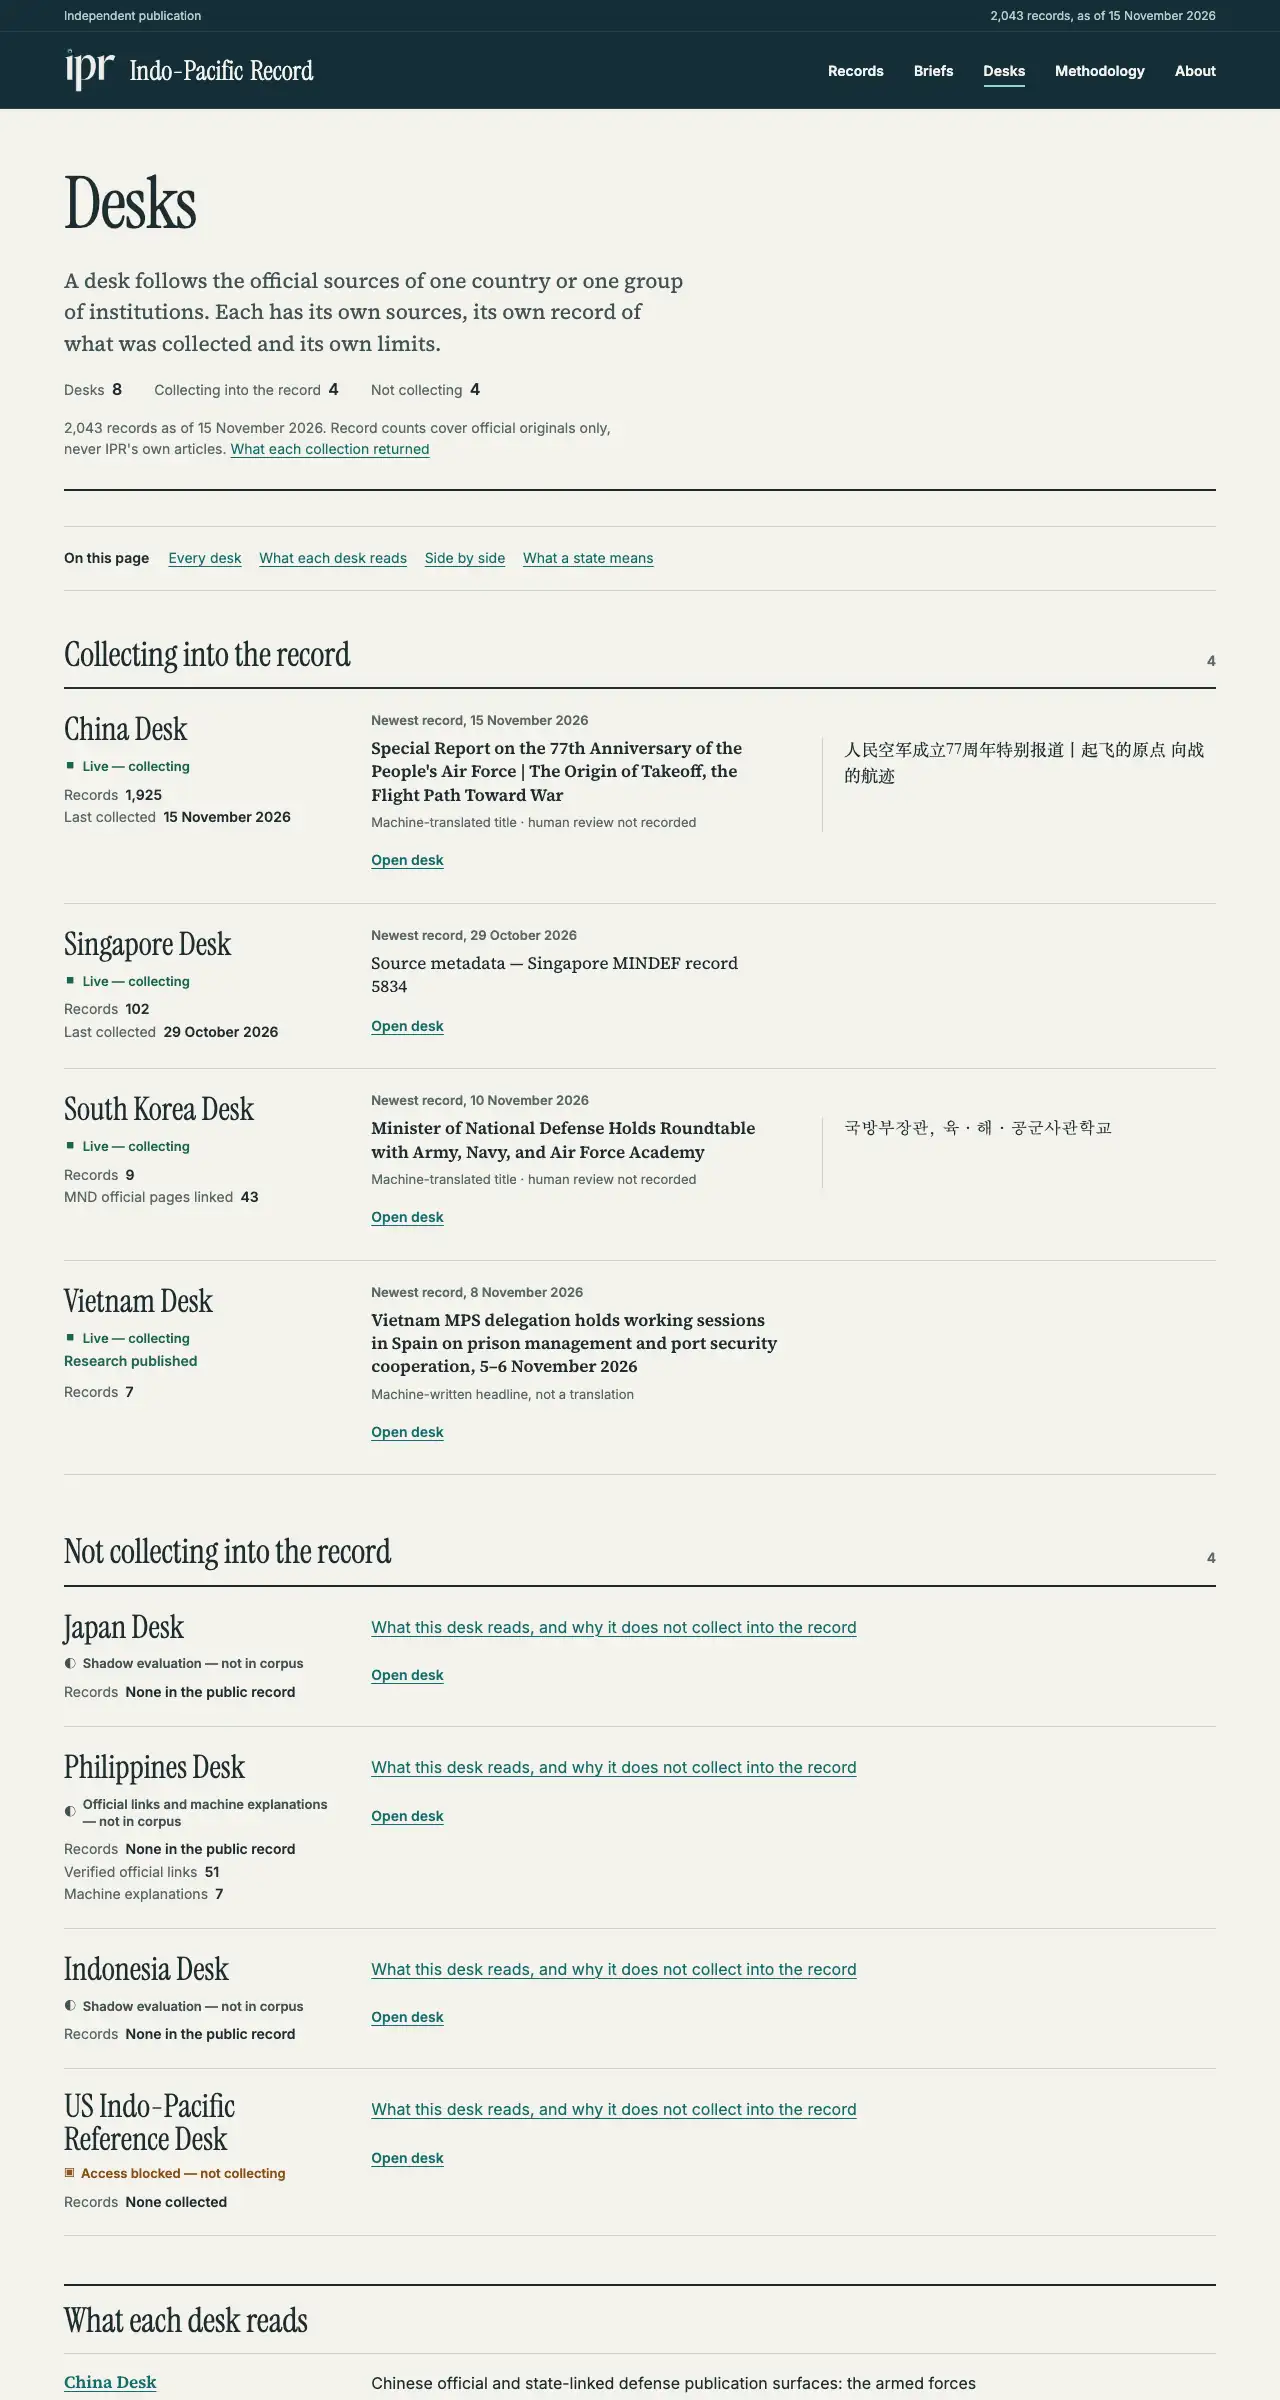 Independent publication
2,043 records, as of 15 November 2026
ipr Indo-Pacific Record
Records Briefs Desks Methodology About
Desks
A desk follows the official sources of one country or one group
of institutions. Each has its own sources, its own record of
what was collected and its own limits.
Desks 8 Collecting into the record 4 Not collecting 4
2,043 records as of 15 November 2026. Record counts cover official originals only,
never IPR's own articles. What each collection returned
On this page Every desk What each desk reads Side by side What a state means
Collecting into the record
4
China Desk
Live — collecting
Records 1,925
Last collected 15 November 2026
Newest record, 15 November 2026
Special Report on the 77th Anniversary of the
People's Air Force | The Origin of Takeoff, the
Flight Path Toward War
Machine-translated title · human review not recorded
Open desk
人民空军成立77周年特别报道丨起飞的原点 向战
的航迹
Singapore Desk
Live — collecting
Records 102
Last collected 29 October 2026
Newest record, 29 October 2026
Source metadata — Singapore MINDEF record
5834
Open desk
South Korea Desk
Live — collecting
Records 9
MND official pages linked 43
Newest record, 10 November 2026
Minister of National Defense Holds Roundtable
with Army, Navy, and Air Force Academy
Machine-translated title · human review not recorded
Open desk
국방부장관, 육·해·공군사관학교
Vietnam Desk
Live — collecting
Research published
Records 7
Newest record, 8 November 2026
Vietnam MPS delegation holds working sessions
in Spain on prison management and port security
cooperation, 5–6 November 2026
Machine-written headline, not a translation
Open desk
Not collecting into the record
4
Japan Desk
Shadow evaluation — not in corpus
Records None in the public record
What this desk reads, and why it does not collect into the record
Open desk
Philippines Desk
Official links and machine explanations
— not in corpus
Records None in the public record
Verified official links 51
Machine explanations 7
What this desk reads, and why it does not collect into the record
Open desk
Indonesia Desk
Shadow evaluation — not in corpus
Records None in the public record
What this desk reads, and why it does not collect into the record
Open desk
US Indo-Pacific
Reference Desk
Access blocked — not collecting
Records None collected
What this desk reads, and why it does not collect into the record
Open desk
What each desk reads
China Desk
Chinese official and state-linked defense publication surfaces: the armed forces